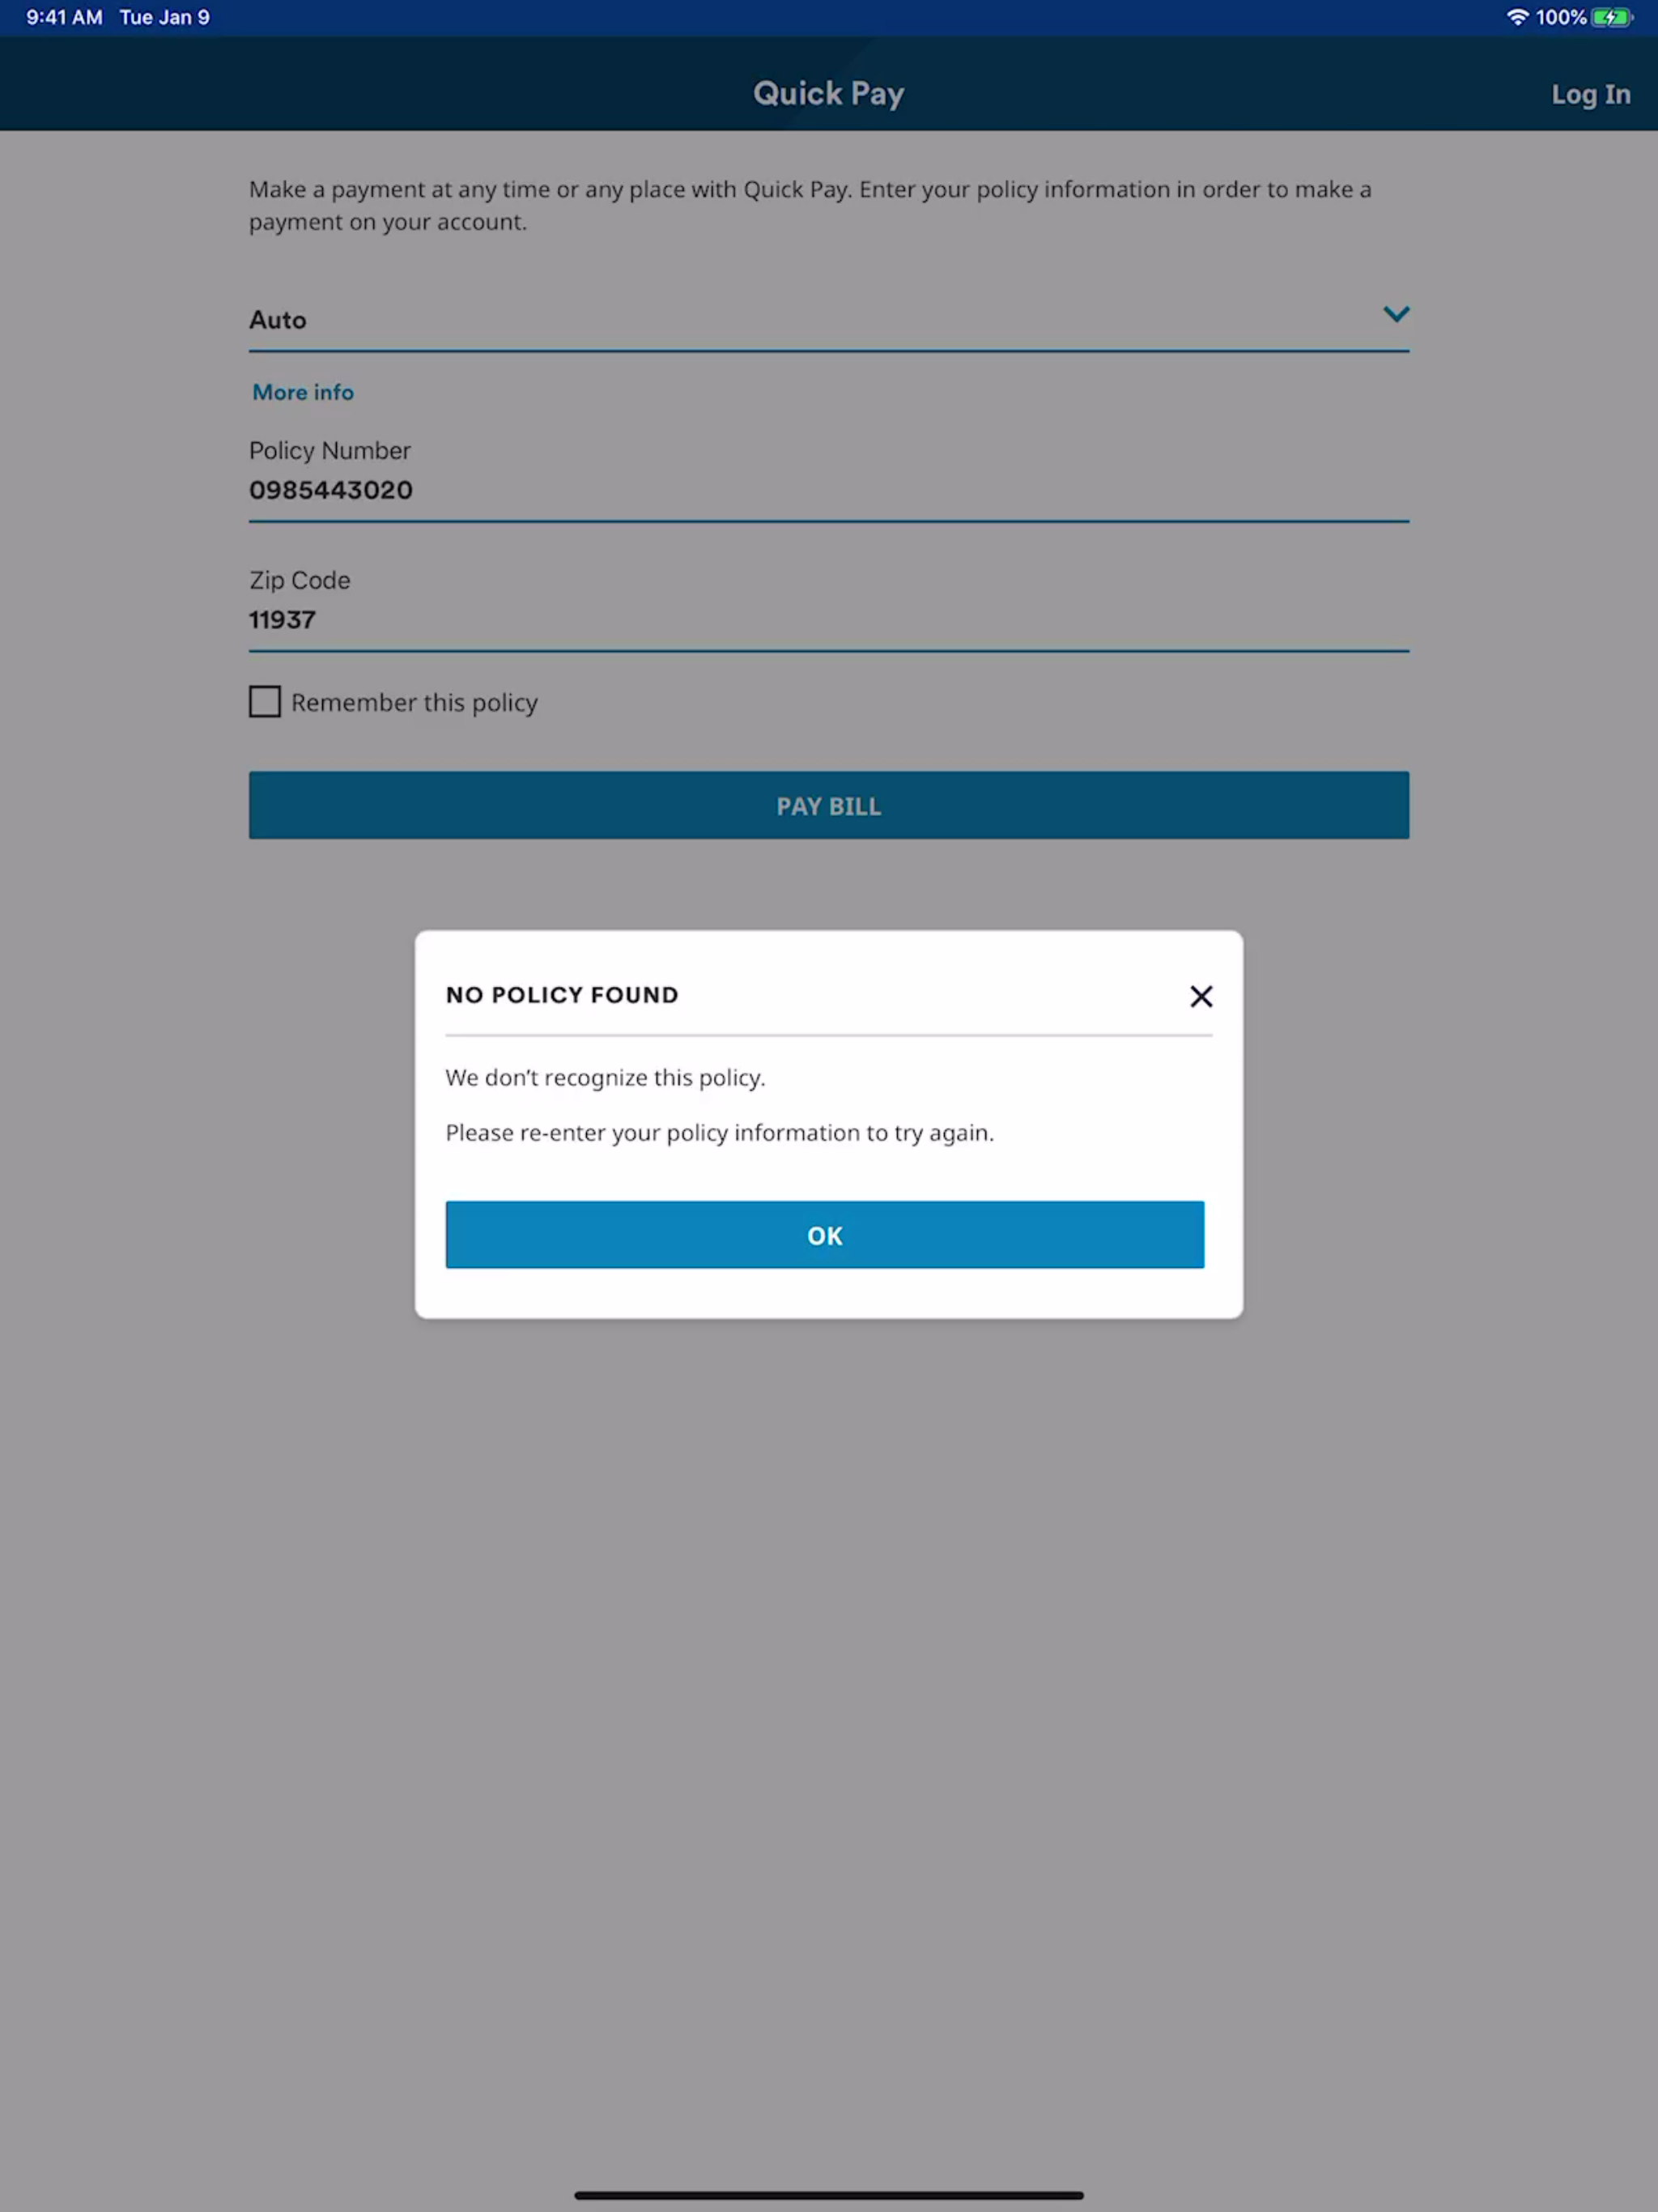 9:41 AM Tue Jan 9
100%
Quick Pay
Log In
Make a payment at any time or any place with Quick Pay. Enter your policy information in order to make a
payment on your account.
Auto
More info
Policy Number
0985443020
Zip Code
11937
Remember this policy
PAY BILL
NO POLICY FOUND
We don't recognize this policy.
Please re-enter your policy information to try again.
OK